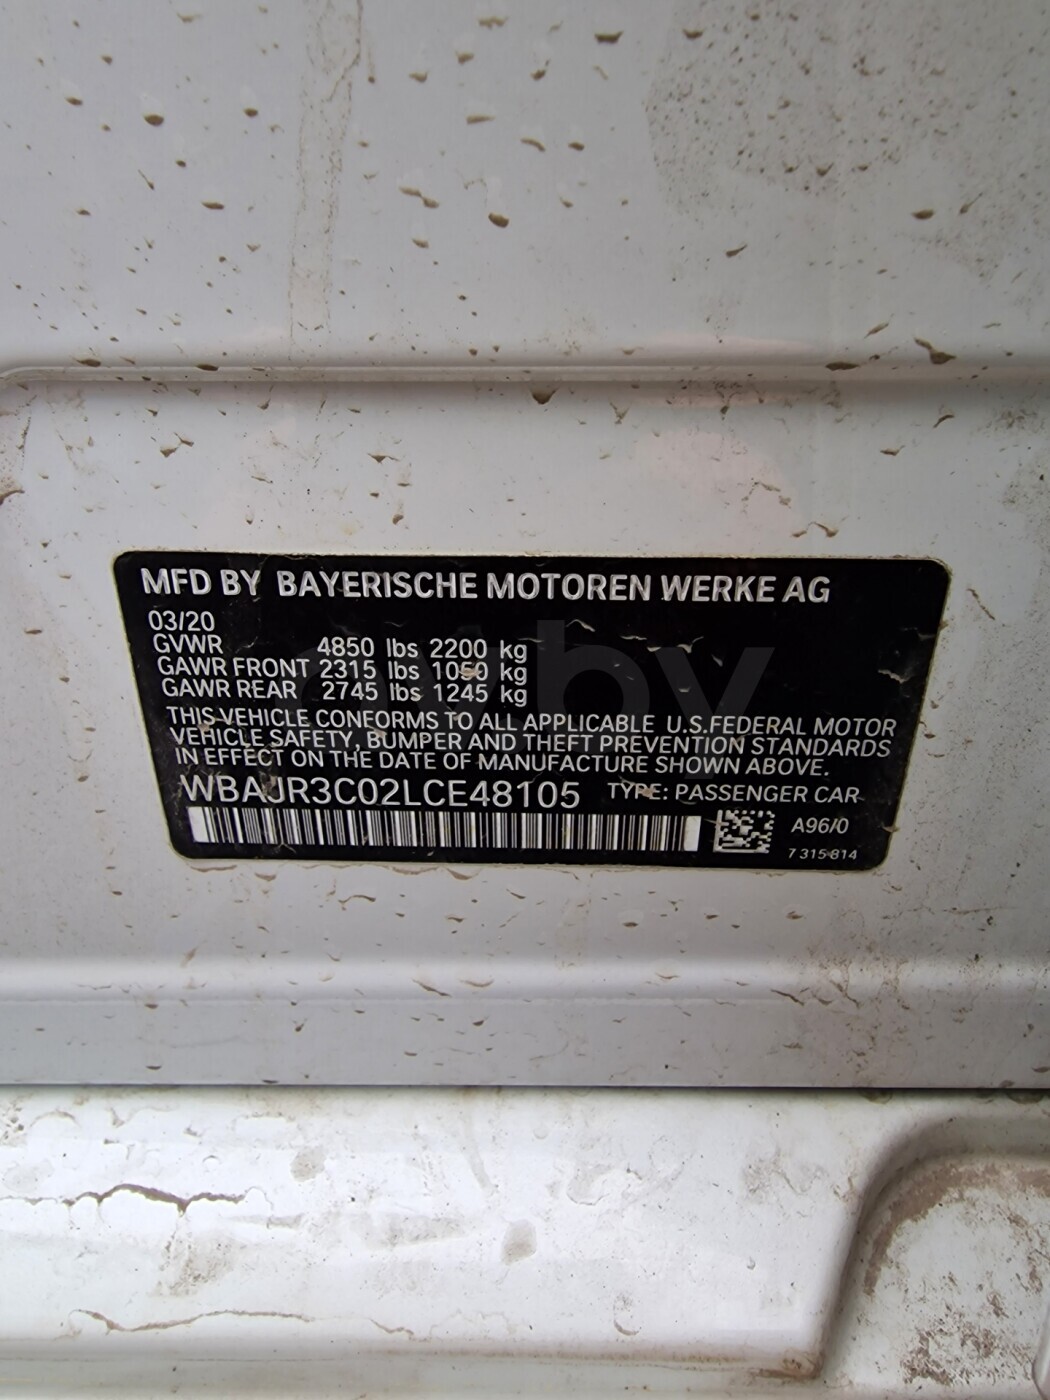 MFD BY BAYERISCHE MOTOREN WERKE AG
03/20
GVWR 4850 lbs 2200 kg
GAWR FRONT 2315 lbs 1050 kg
GAWR REAR 2745 lbs 1245 kg
THIS VEHICLE CONFORMS TO ALL APPLICABLE U.S.FEDERAL MOTOR
VEHICLE SAFETY, BUMPER AND THEFT PREVENTION STANDARDS
IN EFFECT ON THE DATE OF MANUFACTURE SHOWN ABOVE.
WBAJR3C02LCE48105 TYPE: PASSENGER CAR
A96/0
7 315 814
av.by